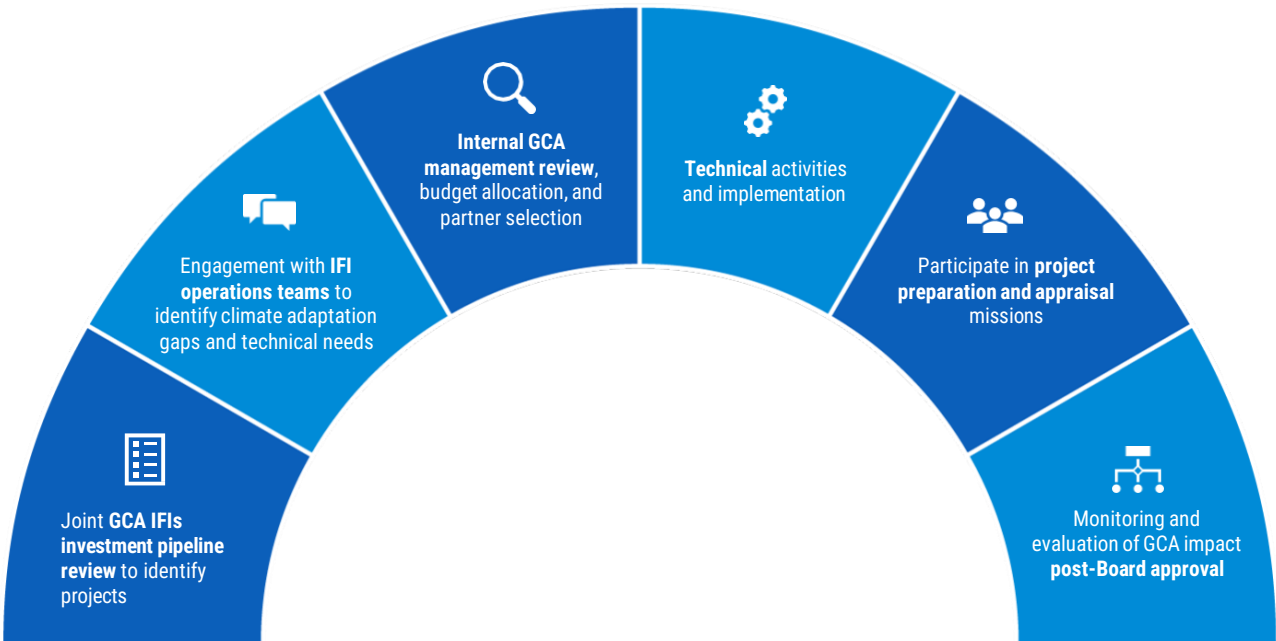 Joint GCA IFIs
investment pipeline
review to identify
projects
Engagement with IFI
operations teams to
identify climate adaptation
gaps and technical needs
Internal GCA
management review,
budget allocation, and
partner selection
Technical activities
and implementation
Participate in project
preparation and appraisal
missions
Monitoring and
evaluation of GCA impact
post-Board approval